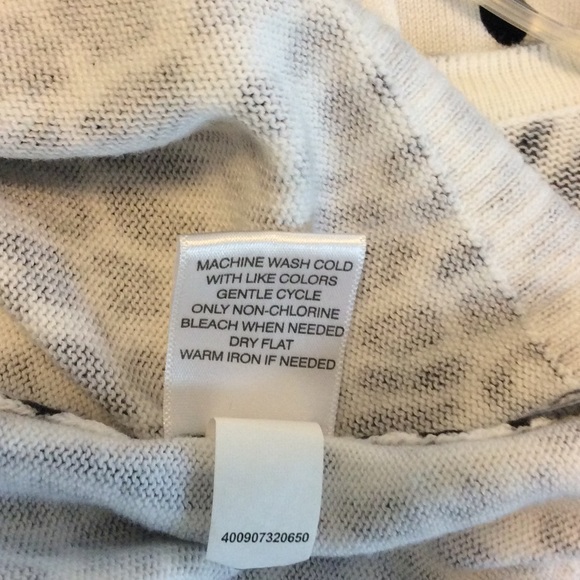 MACHINE WASH COLD
WITH LIKE COLORS
GENTLE CYCLE
ONLY NON-CHLORINE
BLEACH WHEN NEEDED
DRY FLAT
WARM IRON IF NEEDED
400907320650